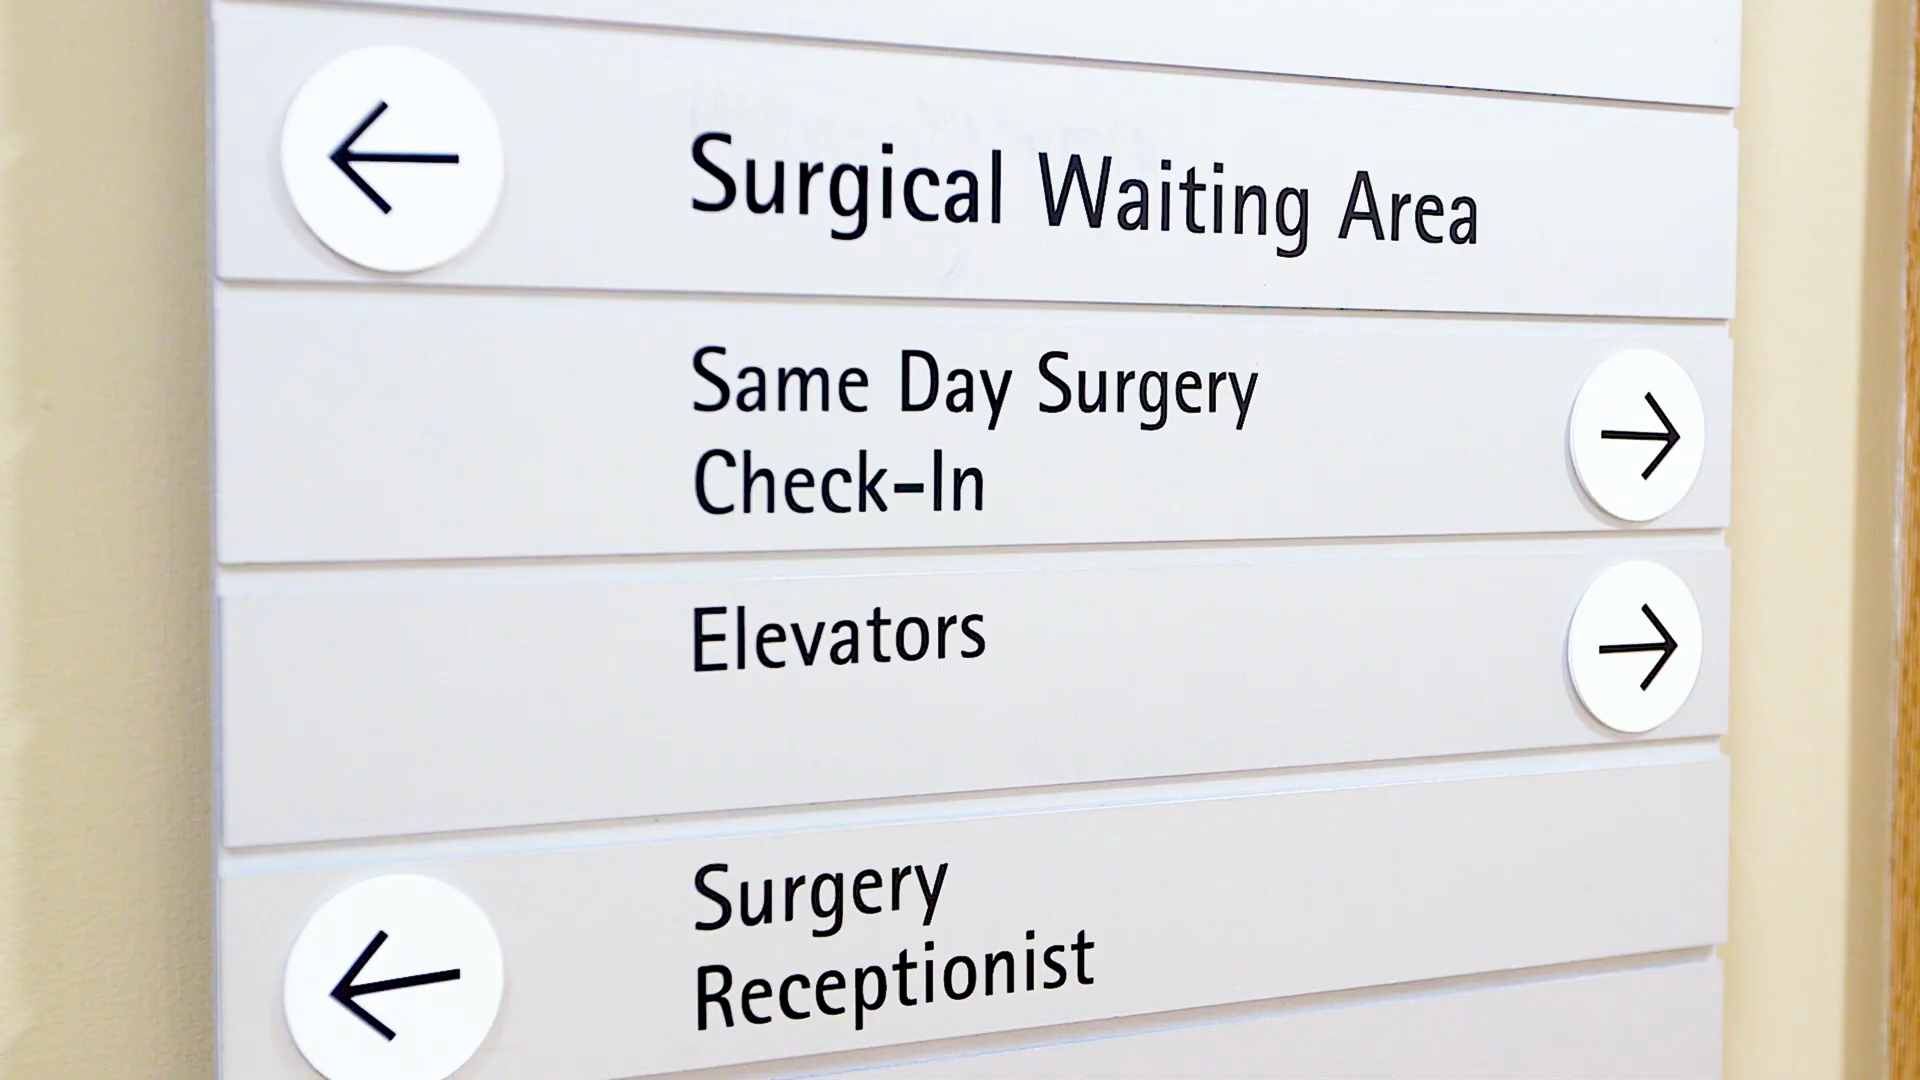 Surgical Waiting Area
Same Day Surgery
Check-In
Elevators
Surgery
Receptionist